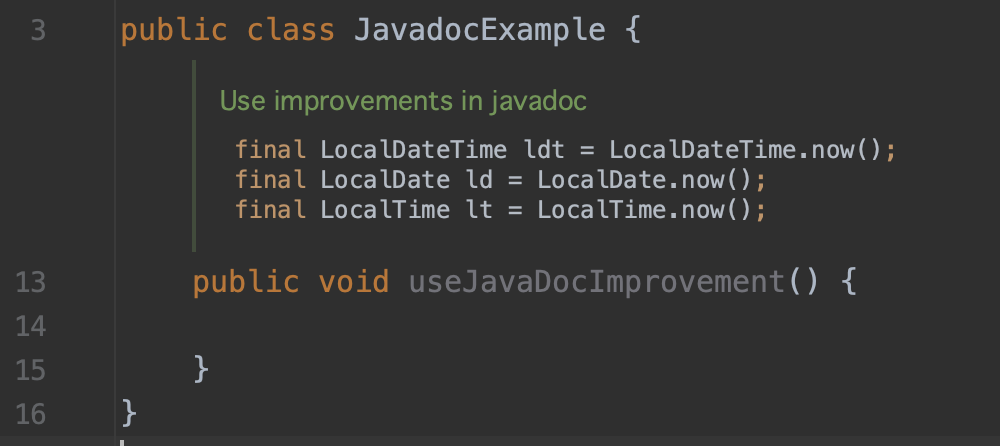 3 public class JavadocExample {
Use improvements in javadoc
final LocalDateTime ldt = LocalDateTime.now();
final LocalDate ld = LocalDate.now();
final LocalTime lt = LocalTime.now();
13 public void useJavaDocImprovement() {
14
15 }
16 }